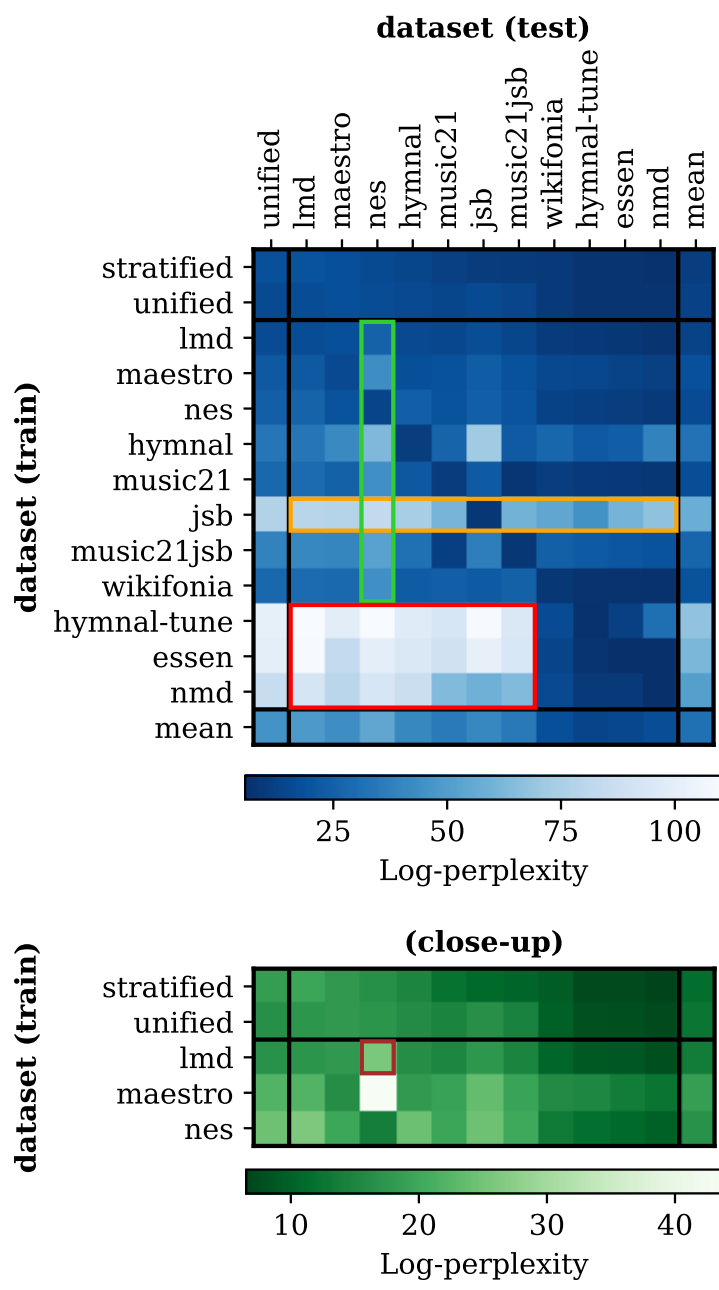 dataset (test)
unified
lmd
maestro
nes
hymnal
music21
jsb
music21jsb
wikifonia
hymnal-tune
essen
nmd
mean
dataset (train)
stratified
unified
lmd
maestro
nes
hymnal
music21
jsb
music21jsb
wikifonia
hymnal-tune
essen
nmd
mean
25 50 75 100
Log-perplexity
(close-up)
dataset (train)
stratified
unified
lmd
maestro
nes
10 20 30 40
Log-perplexity